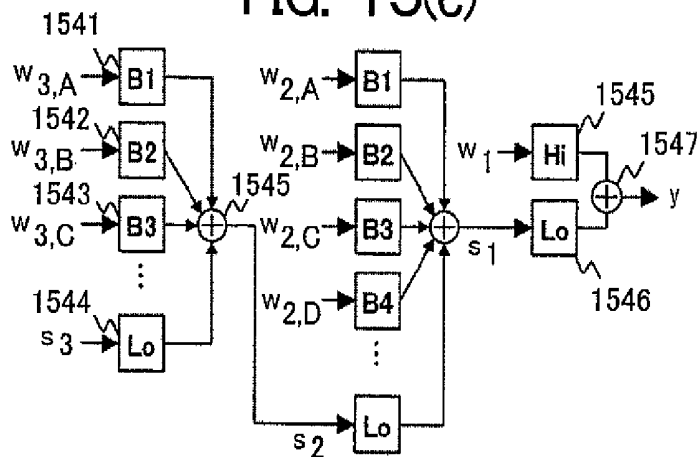 FIG. 15(e)
1541
w3,A
B1
1542
w3,B
B2
1543
w3,C
B3
1545
⋮
1544
s3
Lo
w2,A
B1
w2,B
B2
w2,C
B3
w2,D
B4
⋮
s2
Lo
s1
1545
w1
Hi
1547
y
Lo
1546